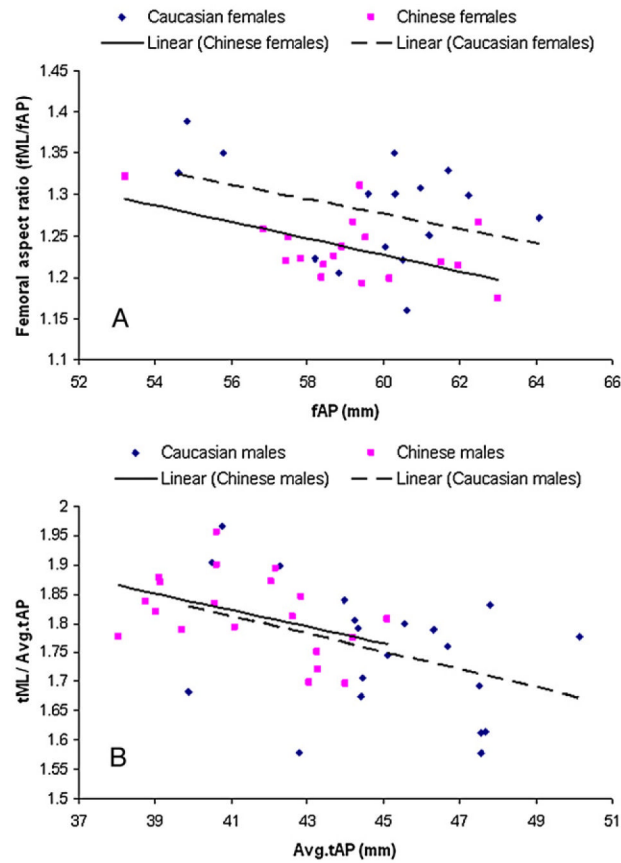 Caucasian females Chinese females
Linear (Chinese females) Linear (Caucasian females)
1.45
1.4
1.35
1.3
1.25
1.2
1.15
1.1
Femoral aspect ratio (fML/fAP)
A
52 54 56 58 60 62 64 66
fAP (mm)
Caucasian males Chinese males
Linear (Chinese males) Linear (Caucasian males)
2
1.95
1.9
1.85
1.8
1.75
1.7
1.65
1.6
1.55
1.5
tML/ Avg.tAP
B
37 39 41 43 45 47 49 51
Avg.tAP (mm)